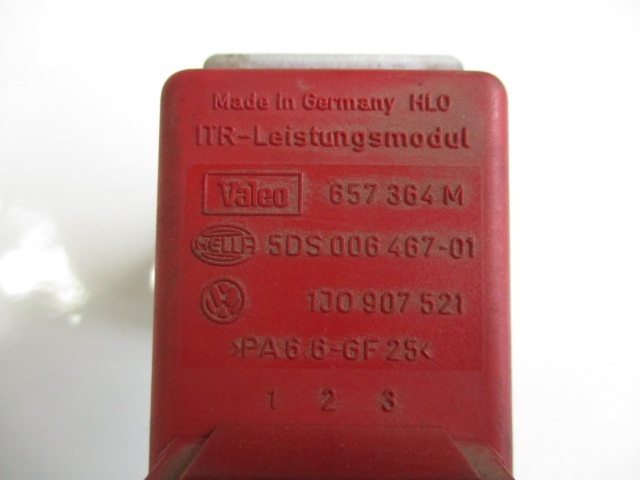 Made in Germany HLO
ITR-Leistungsmodul
Valeo 657 364 M
HELLA 5DS 006 467-01
VW 1J0 907 521
>PA 6.6-GF 25<
1 2 3